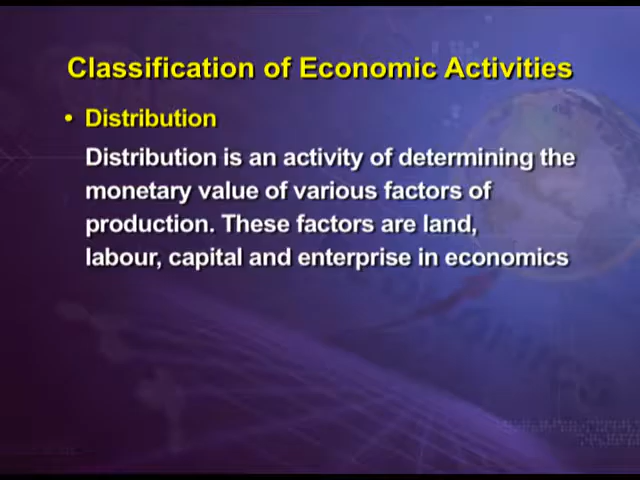 Classification of Economic Activities
• Distribution
Distribution is an activity of determining the
monetary value of various factors of
production. These factors are land,
labour, capital and enterprise in economics